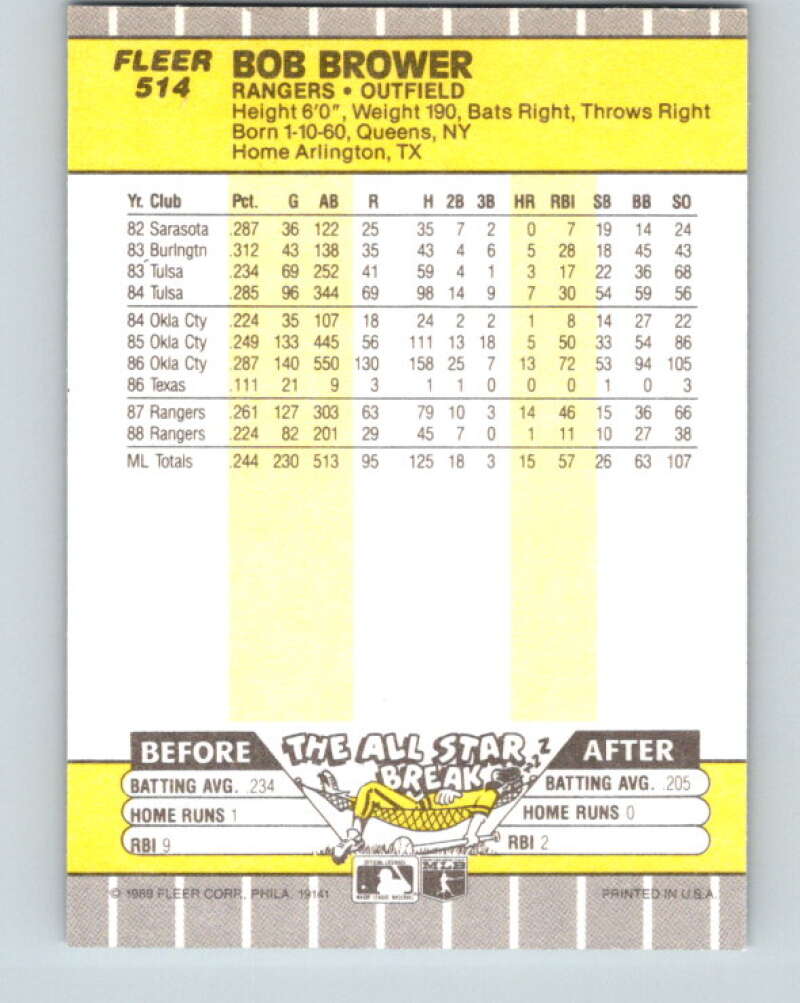 FLEER BOB BROWER
514 RANGERS • OUTFIELD
Height 6'0", Weight 190, Bats Right, Throws Right
Born 1-10-60, Queens, NY
Home Arlington, TX
Yr. Club Pct. G AB R H 2B 3B HR RBI SB BB SO
82 Sarasota .287 36 122 25 35 7 2 0 7 19 14 24
83 Burlngtn .312 43 138 35 43 4 6 5 28 18 45 43
83 Tulsa .234 69 252 41 59 4 1 3 17 22 36 68
84 Tulsa .285 96 344 69 98 14 9 7 30 54 59 56
84 Okla Cty .224 35 107 18 24 2 2 1 8 14 27 22
85 Okla Cty .249 133 445 56 111 13 18 5 50 33 54 86
86 Okla Cty .287 140 550 130 158 25 7 13 72 53 94 105
86 Texas .111 21 9 3 1 1 0 0 0 1 0 3
87 Rangers .261 127 303 63 79 10 3 14 46 15 36 66
88 Rangers .224 82 201 29 45 7 0 1 11 10 27 38
ML Totals .244 230 513 95 125 18 3 15 57 26 63 107
BEFORE THE ALL STAR BREAK ZZZZ AFTER
BATTING AVG. .234 BATTING AVG. .205
HOME RUNS 1 HOME RUNS 0
RBI 9 RBI 2
MLB
© 1989 FLEER CORP. PHILA. 19141 PRINTED IN U.S.A.